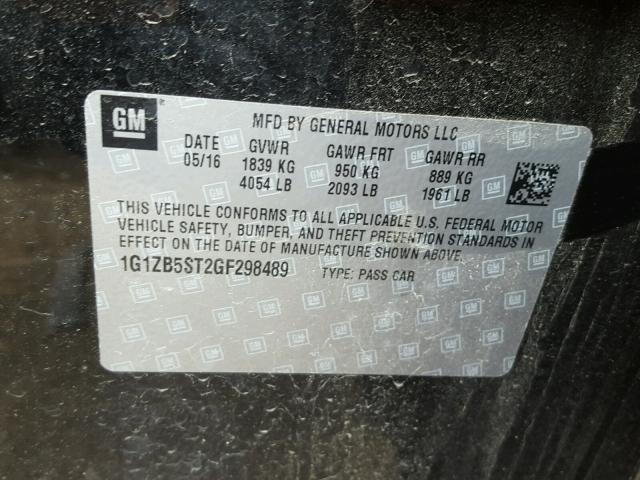 GM
MFD BY GENERAL MOTORS LLC
DATE GVWR GAWR FRT GAWR RR
05/16 1839 KG 950 KG 889 KG
4054 LB 2093 LB 1961 LB
THIS VEHICLE CONFORMS TO ALL APPLICABLE U.S. FEDERAL MOTOR
VEHICLE SAFETY, BUMPER, AND THEFT PREVENTION STANDARDS IN
EFFECT ON THE DATE OF MANUFACTURE SHOWN ABOVE.
1G1ZB5ST2GF298489 TYPE: PASS CAR